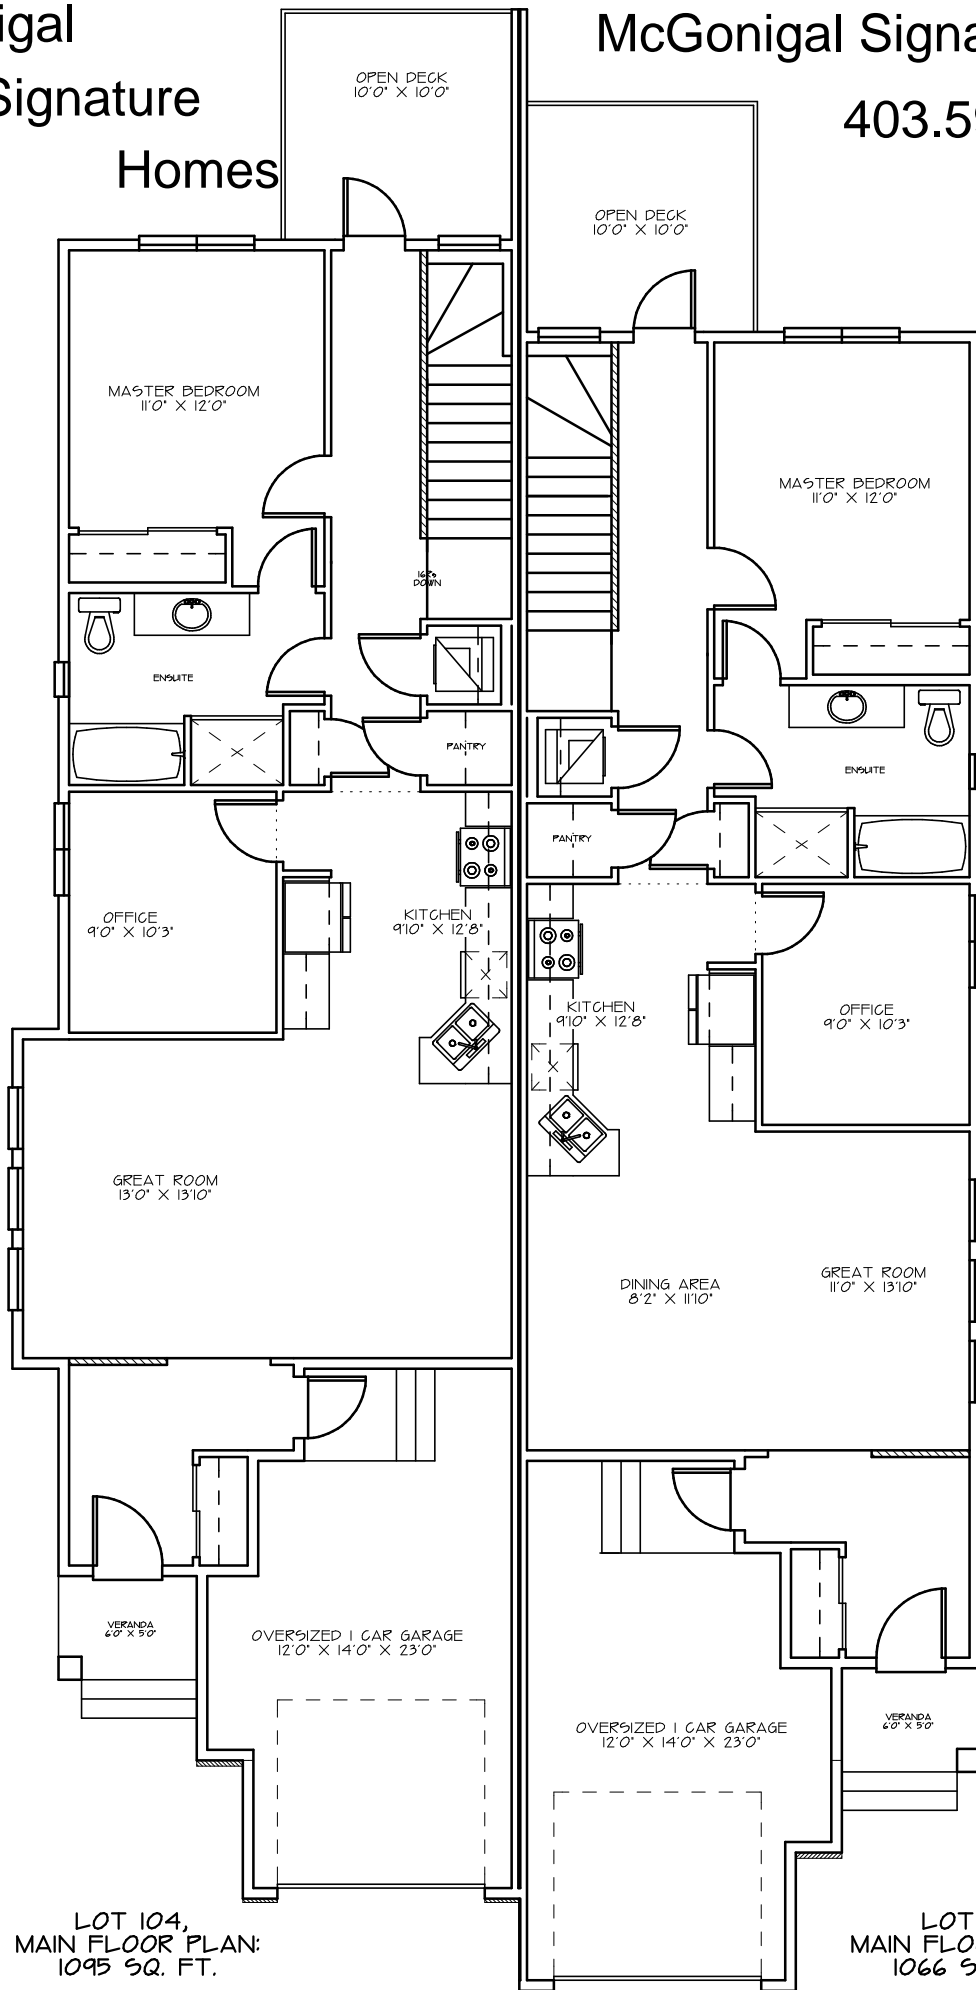 igal
Signature
Homes
McGonigal Signa
403.59
OPEN DECK
10'0" X 10'0"
OPEN DECK
10'0" X 10'0"
MASTER BEDROOM
11'0" X 12'0"
MASTER BEDROOM
11'0" X 12'0"
16R's
DOWN
ENSUITE
PANTRY
ENSUITE
PANTRY
OFFICE
9'0" X 10'3"
KITCHEN
9'10" X 12'8"
KITCHEN
9'10" X 12'8"
OFFICE
9'0" X 10'3"
GREAT ROOM
13'0" X 13'10"
DINING AREA
8'2" X 11'10"
GREAT ROOM
11'0" X 13'10"
VERANDA
6'0" X 5'0"
OVERSIZED 1 CAR GARAGE
12'0" X 14'0" X 23'0"
OVERSIZED 1 CAR GARAGE
12'0" X 14'0" X 23'0"
VERANDA
6'0" X 5'0"
LOT 104,
MAIN FLOOR PLAN:
1095 SQ. FT.
LOT
MAIN FLO
1066 S